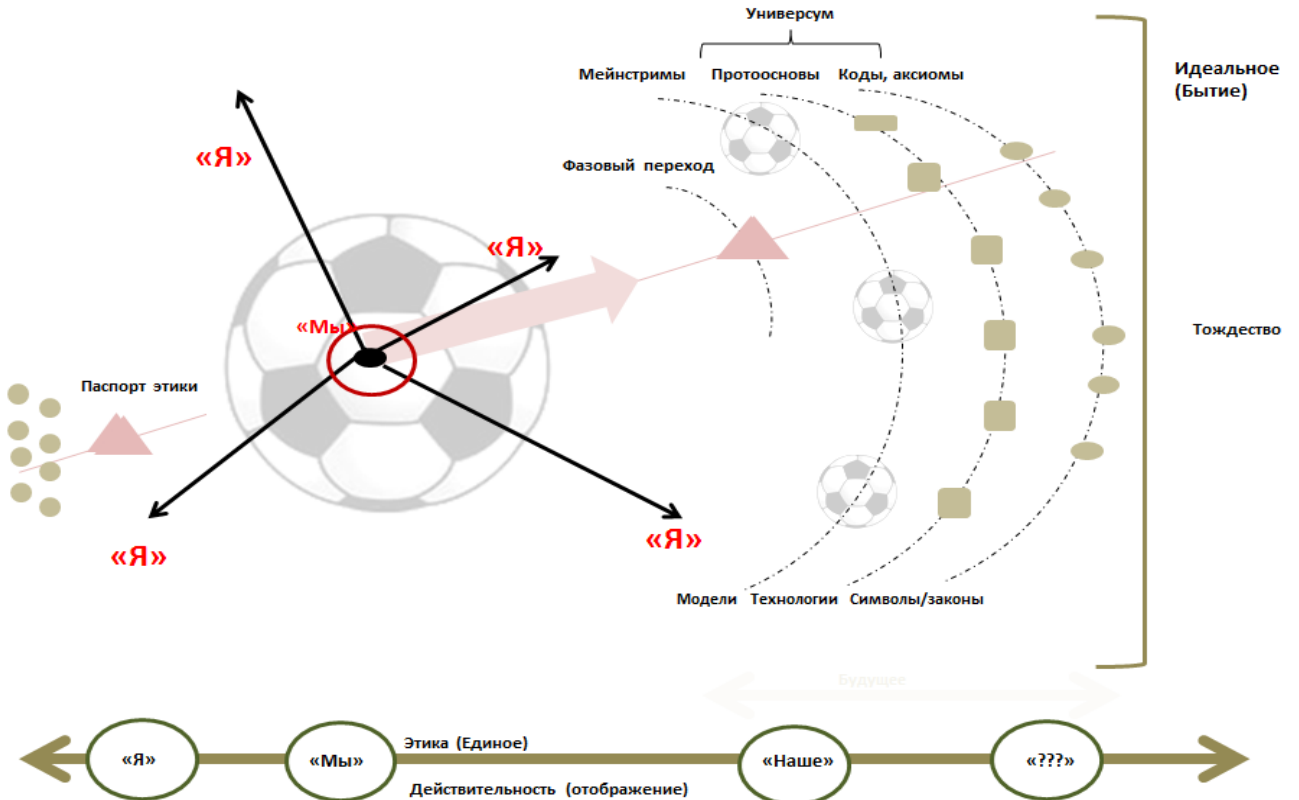 Универсум
Мейнстримы Протоосновы Коды, аксиомы
Идеальное
(Бытие)
«Я»
Фазовый переход
«Я»
«Мы»
Тождество
Паспорт этики
«Я»
«Я»
Модели Технологии Символы/законы
Будущее
«Я»
«Мы»
Этика (Единое)
«Наше»
«???»
Действительность (отображение)